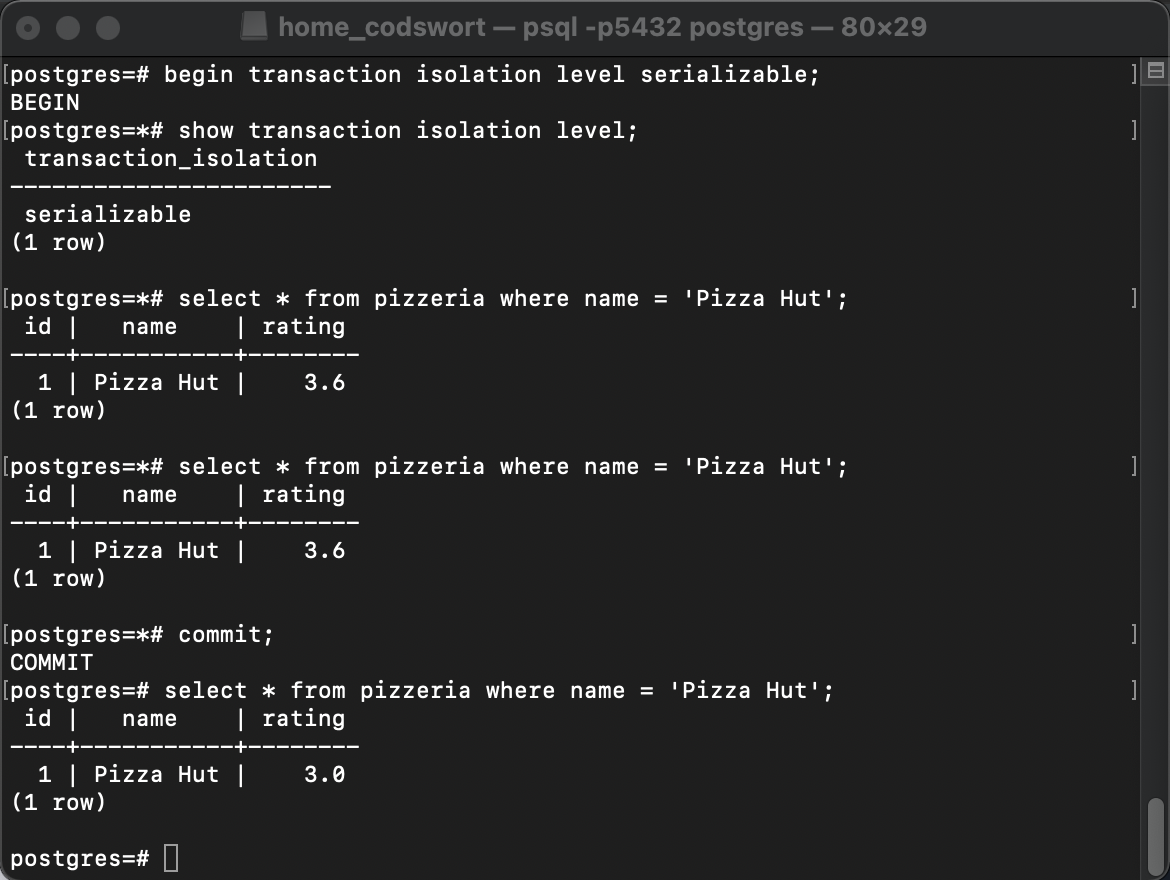 home_codswort — psql -p5432 postgres — 80×29
[postgres=# begin transaction isolation level serializable; ]
BEGIN
[postgres=*# show transaction isolation level; ]
 transaction_isolation
-----------------------
 serializable
(1 row)

[postgres=*# select * from pizzeria where name = 'Pizza Hut'; ]
 id |   name    | rating
----+-----------+--------
  1 | Pizza Hut |    3.6
(1 row)

[postgres=*# select * from pizzeria where name = 'Pizza Hut'; ]
 id |   name    | rating
----+-----------+--------
  1 | Pizza Hut |    3.6
(1 row)

[postgres=*# commit; ]
COMMIT
[postgres=# select * from pizzeria where name = 'Pizza Hut'; ]
 id |   name    | rating
----+-----------+--------
  1 | Pizza Hut |    3.0
(1 row)

postgres=#